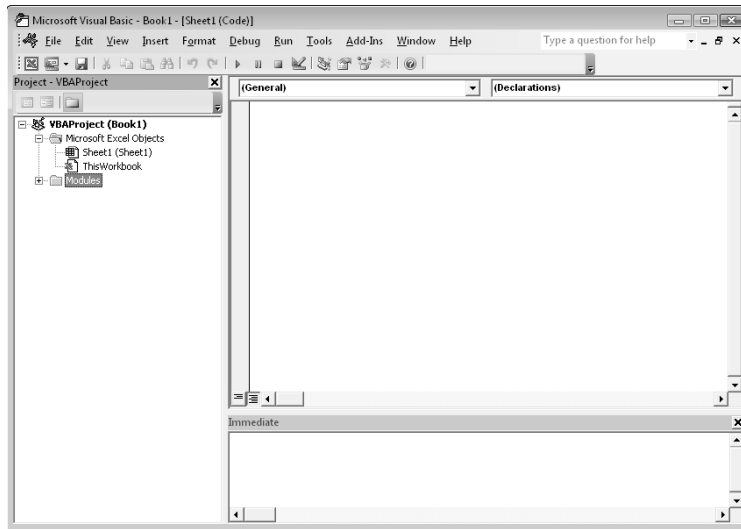 Microsoft Visual Basic - Book1 - [Sheet1 (Code)]
File Edit View Insert Format Debug Run Tools Add-Ins Window Help Type a question for help
Project - VBAProject
(General) (Declarations)
VBAProject (Book1)
Microsoft Excel Objects
Sheet1 (Sheet1)
ThisWorkbook
Modules
Immediate